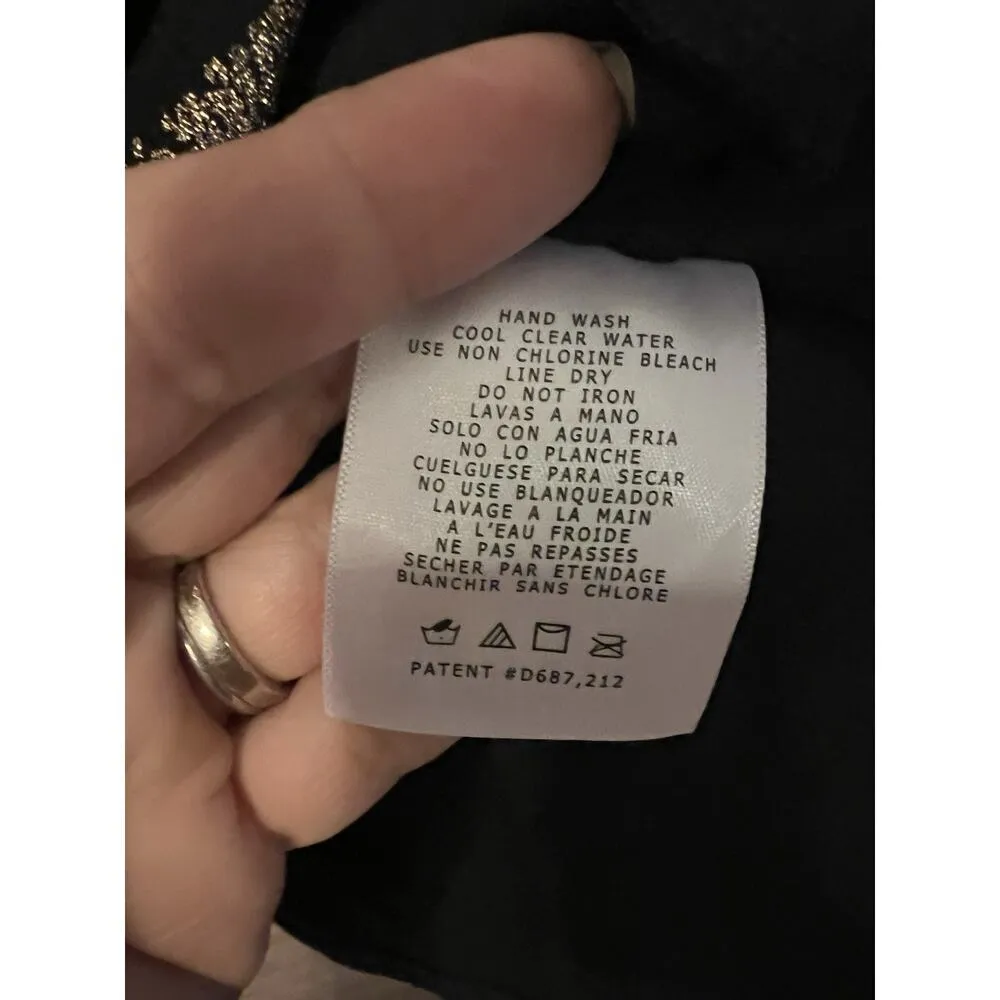 HAND WASH
COOL CLEAR WATER
USE NON CHLORINE BLEACH
LINE DRY
DO NOT IRON
LAVAS A MANO
SOLO CON AGUA FRIA
NO LO PLANCHE
CUELGUESE PARA SECAR
NO USE BLANQUEADOR
LAVAGE A LA MAIN
A L'EAU FROIDE
NE PAS REPASSES
SECHER PAR ETENDAGE
BLANCHIR SANS CHLORE
PATENT #D687,212